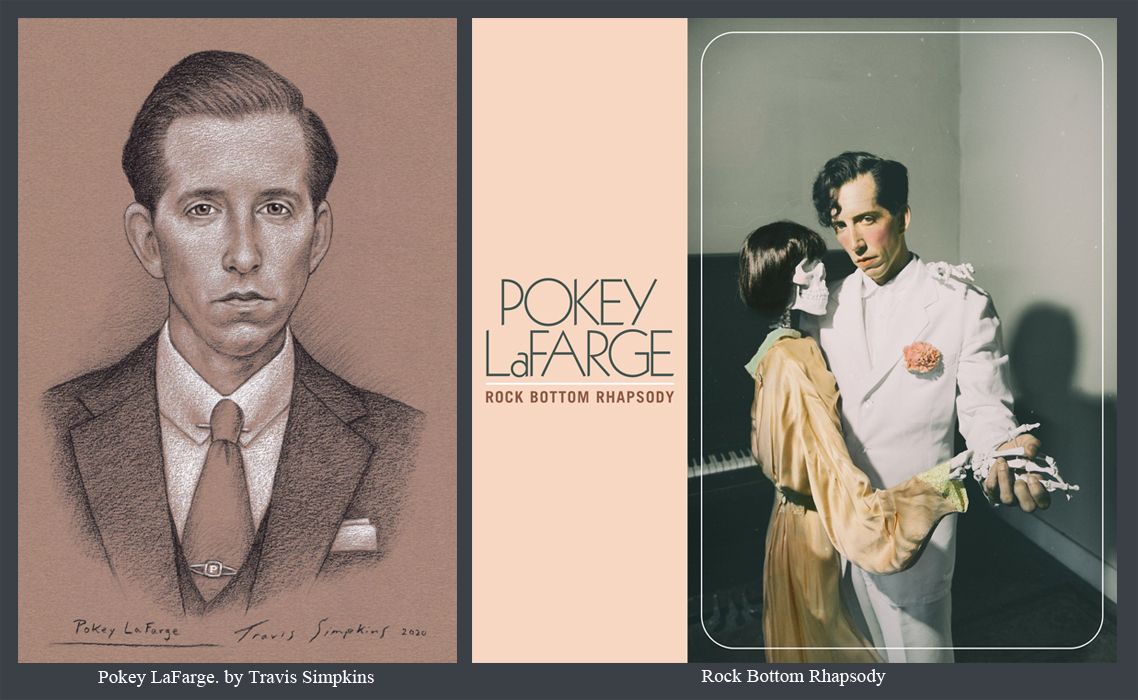 P
Pokey LaFarge
Travis Simpkins 2020
Pokey LaFarge. by Travis Simpkins
POKEY
LaFARGE
ROCK BOTTOM RHAPSODY
Rock Bottom Rhapsody